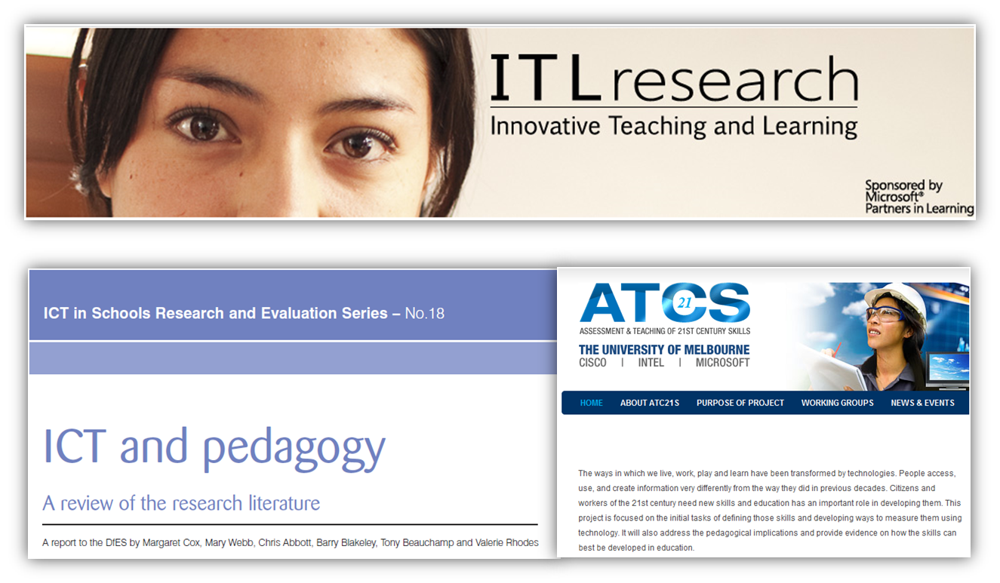 ITLresearch
Innovative Teaching and Learning
Sponsored by
Microsoft®
Partners in Learning
ICT in Schools Research and Evaluation Series – No.18
ICT and pedagogy
A review of the research literature
A report to the DfES by Margaret Cox, Mary Webb, Chris Abbott, Barry Blakeley, Tony Beauchamp and Valerie Rhodes
ATCS
21
ASSESSMENT & TEACHING OF 21ST CENTURY SKILLS
THE UNIVERSITY OF MELBOURNE
CISCO | INTEL | MICROSOFT
HOME ABOUT ATC21S PURPOSE OF PROJECT WORKING GROUPS NEWS & EVENTS
The ways in which we live, work, play and learn have been transformed by technologies. People access,
use, and create information very differently from the way they did in previous decades. Citizens and
workers of the 21st century need new skills and education has an important role in developing them. This
project is focused on the initial tasks of defining those skills and developing ways to measure them using
technology. It will also address the pedagogical implications and provide evidence on how the skills can
best be developed in education.